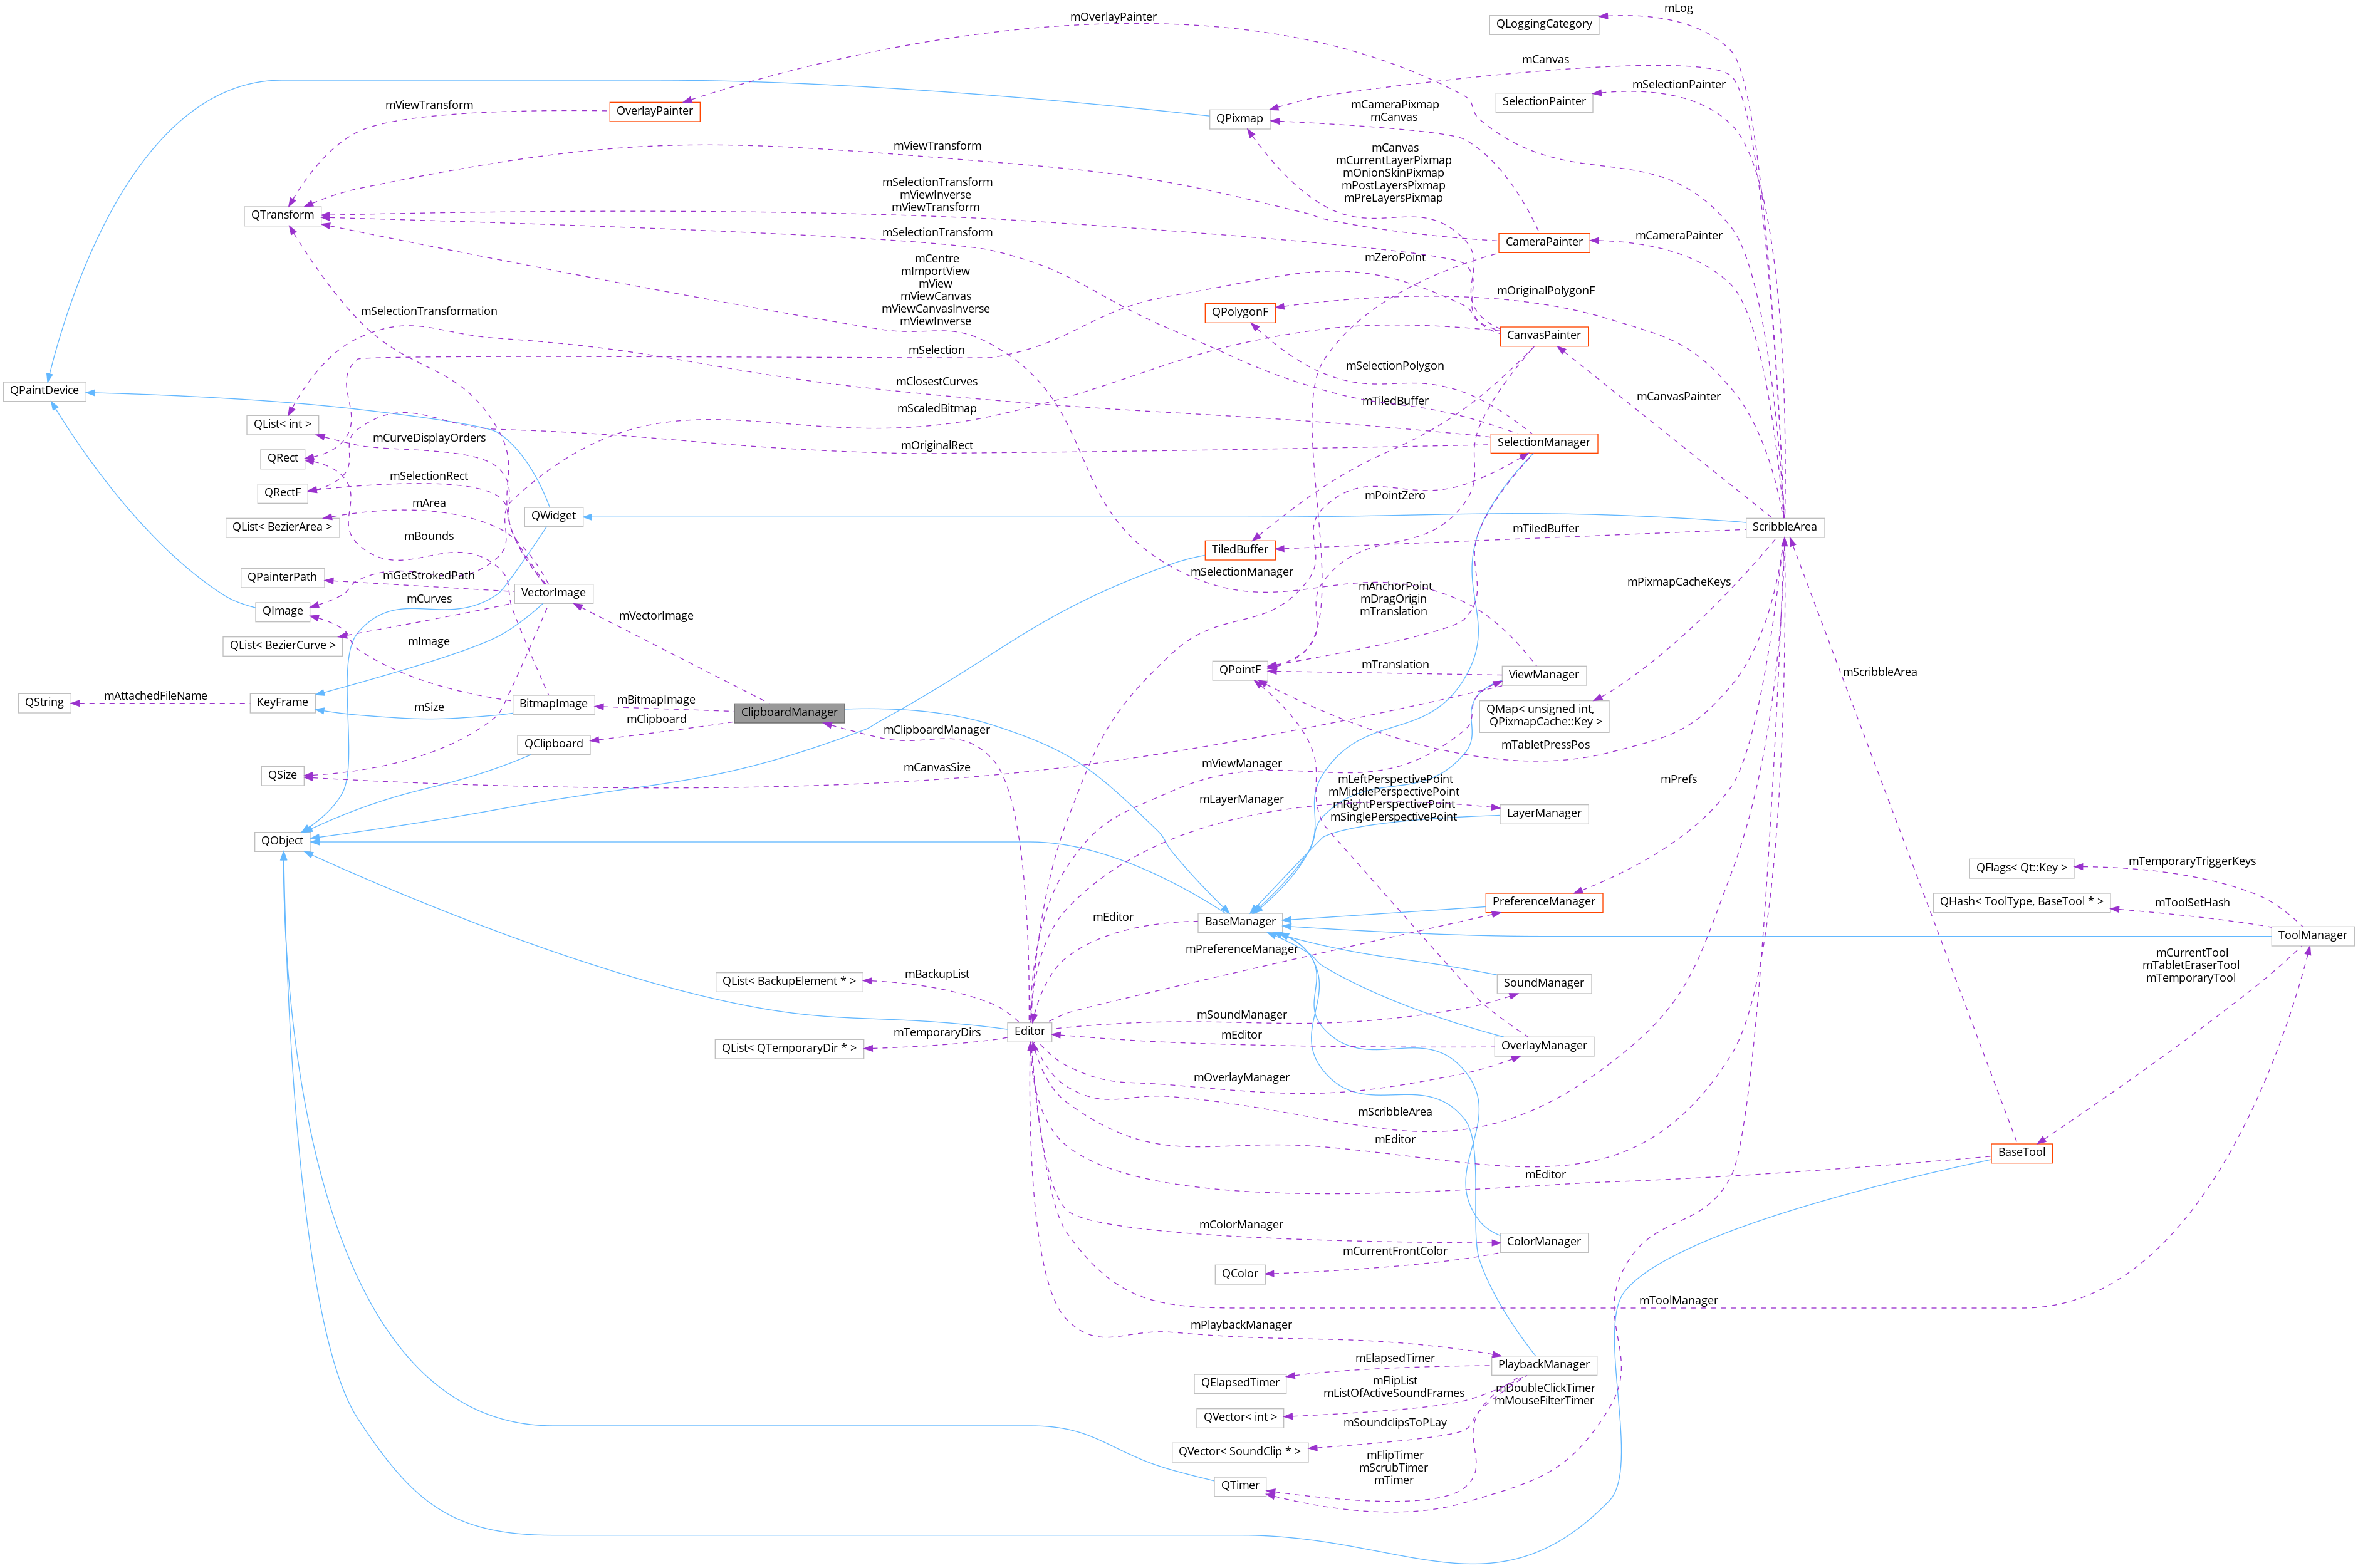 mLog
mOverlayPainter
QLoggingCategory
mCanvas
mSelectionPainter
SelectionPainter
mViewTransform
OverlayPainter
mCameraPixmap
mCanvas
QPixmap
mViewTransform
mCanvas
mCurrentLayerPixmap
mOnionSkinPixmap
mPostLayersPixmap
mPreLayersPixmap
mSelectionTransform
mViewInverse
mViewTransform
QTransform
mSelectionTransform
mCameraPainter
CameraPainter
mZeroPoint
mCentre
mImportView
mView
mViewCanvas
mViewCanvasInverse
mViewInverse
mOriginalPolygonF
mSelectionTransformation
QPolygonF
CanvasPainter
mSelection
mSelectionPolygon
mClosestCurves
QPaintDevice
mCanvasPainter
mTiledBuffer
mScaledBitmap
QList< int >
mCurveDisplayOrders
mOriginalRect
SelectionManager
QRect
mSelectionRect
QRectF
mPointZero
mArea
QWidget
QList< BezierArea >
ScribbleArea
mTiledBuffer
mBounds
TiledBuffer
mSelectionManager
QPainterPath
mGetStrokedPath
mPixmapCacheKeys
mAnchorPoint
mDragOrigin
mTranslation
VectorImage
mCurves
QImage
mVectorImage
QList< BezierCurve >
mImage
mTranslation
QPointF
ViewManager
mScribbleArea
mAttachedFileName
QString
KeyFrame
mSize
BitmapImage
mBitmapImage
ClipboardManager
QMap< unsigned int,
QPixmapCache::Key >
mClipboard
mClipboardManager
QClipboard
mTabletPressPos
mViewManager
mCanvasSize
QSize
mLeftPerspectivePoint
mMiddlePerspectivePoint
mRightPerspectivePoint
mSinglePerspectivePoint
mPrefs
mLayerManager
LayerManager
QObject
mTemporaryTriggerKeys
QFlags< Qt::Key >
PreferenceManager
QHash< ToolType, BaseTool * >
mToolSetHash
BaseManager
mEditor
ToolManager
mPreferenceManager
mCurrentTool
mTabletEraserTool
mTemporaryTool
mBackupList
QList< BackupElement * >
SoundManager
mSoundManager
Editor
mTemporaryDirs
QList< QTemporaryDir * >
mEditor
OverlayManager
mOverlayManager
mScribbleArea
mEditor
BaseTool
mEditor
mColorManager
ColorManager
mCurrentFrontColor
QColor
mToolManager
mPlaybackManager
mElapsedTimer
PlaybackManager
QElapsedTimer
mFlipList
mListOfActiveSoundFrames
mDoubleClickTimer
mMouseFilterTimer
QVector< int >
mSoundclipsToPLay
QVector< SoundClip * >
mFlipTimer
mScrubTimer
mTimer
QTimer